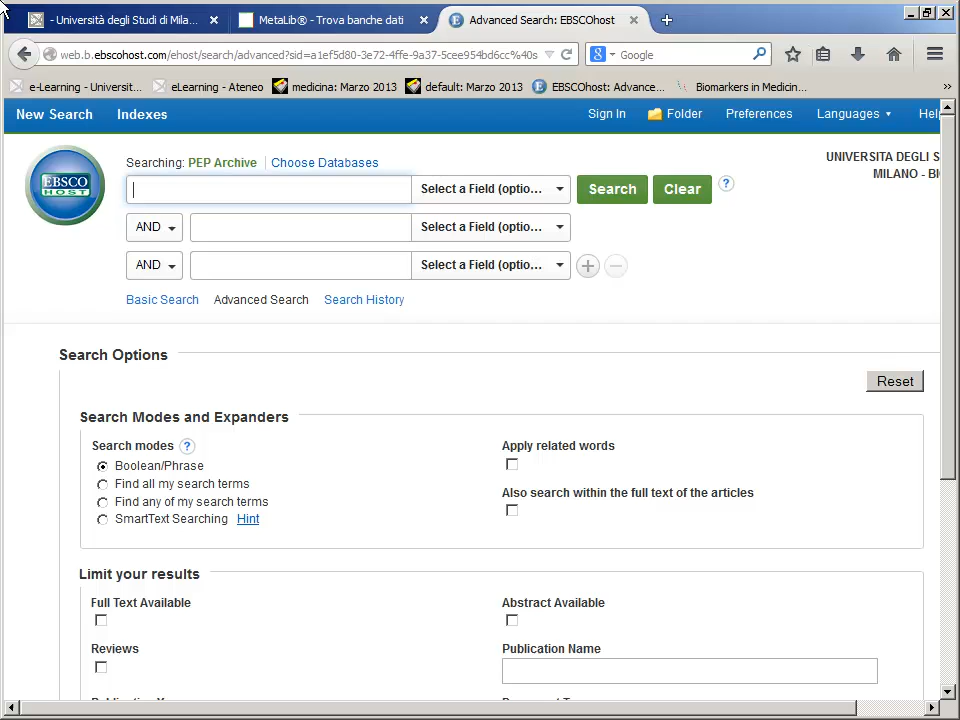 - Università degli Studi di Mila...
MetaLib® - Trova banche dati
Advanced Search: EBSCOhost
web.b.ebscohost.com/ehost/search/advanced?sid=a1ef5d80-3e72-4ffe-9a37-5cee954bd6cc%40s
Google
e-Learning - Universit...
eLearning - Ateneo
medicina: Marzo 2013
default: Marzo 2013
EBSCOHost: Advance...
Biomarkers in Medicin...
New Search
Indexes
Sign In
Folder
Preferences
Languages
Help
EBSCO
HOST
Searching: PEP Archive
Choose Databases
UNIVERSITA DEGLI S
MILANO - BI
Select a Field (optio...
Search
Clear
?
AND
Select a Field (optio...
AND
Select a Field (optio...
Basic Search
Advanced Search
Search History
Search Options
Reset
Search Modes and Expanders
Search modes ?
Boolean/Phrase
Find all my search terms
Find any of my search terms
SmartText Searching Hint
Apply related words
Also search within the full text of the articles
Limit your results
Full Text Available
Abstract Available
Reviews
Publication Name